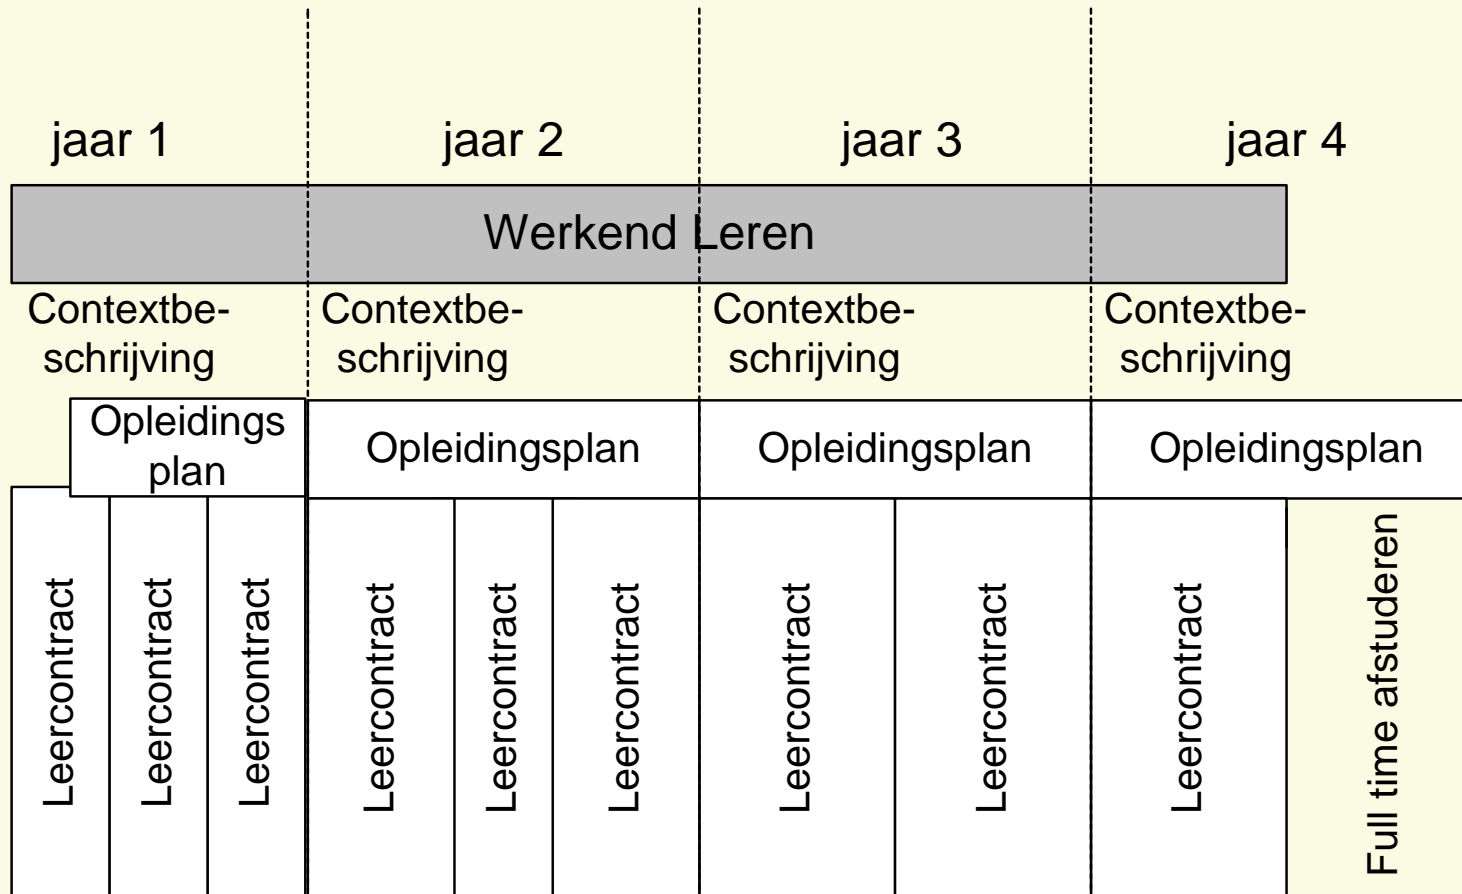 jaar 1
jaar 2
jaar 3
jaar 4
Werkend Leren
Contextbe-
schrijving
Contextbe-
schrijving
Contextbe-
schrijving
Contextbe-
schrijving
Opleidings
plan
Opleidingsplan
Opleidingsplan
Opleidingsplan
Leercontract
Leercontract
Leercontract
Leercontract
Leercontract
Leercontract
Leercontract
Leercontract
Leercontract
Full time afstuderen